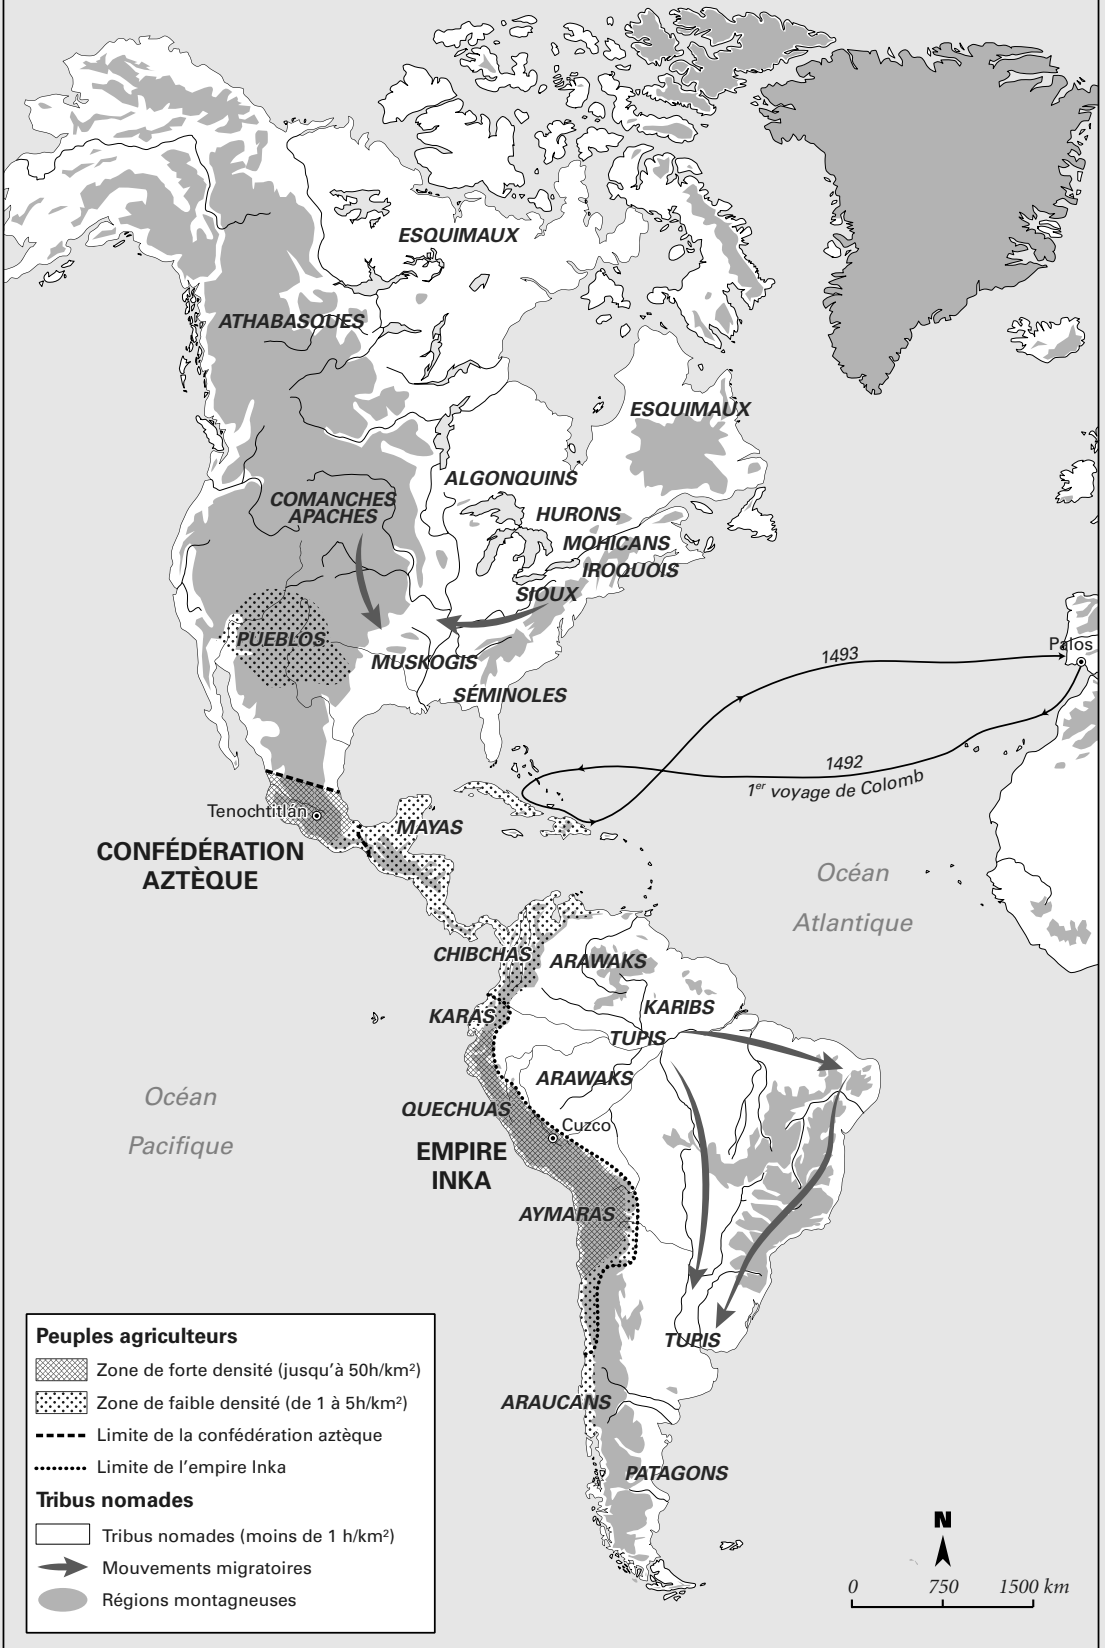 ESQUIMAUX
ATHABASQUES
ESQUIMAUX
ALGONQUINS
COMANCHES
APACHES
HURONS
MOHICANS
IROQUOIS
SIOUX
PUEBLOS
MUSKOGIS
SÉMINOLES
1493
Palos
1492
1er voyage de Colomb
Tenochtitlán
MAYAS
CONFÉDÉRATION
AZTÈQUE
Océan
Atlantique
CHIBCHAS
ARAWAKS
KARIBS
KARAS
TUPIS
ARAWAKS
Océan
Pacifique
QUECHUAS
Cuzco
EMPIRE
INKA
AYMARAS
TUPIS
ARAUCANS
PATAGONS
Peuples agriculteurs
Zone de forte densité (jusqu'à 50h/km²)
Zone de faible densité (de 1 à 5h/km²)
Limite de la confédération aztèque
Limite de l'empire Inka
Tribus nomades
Tribus nomades (moins de 1 h/km²)
Mouvements migratoires
Régions montagneuses
N
0 750 1500 km